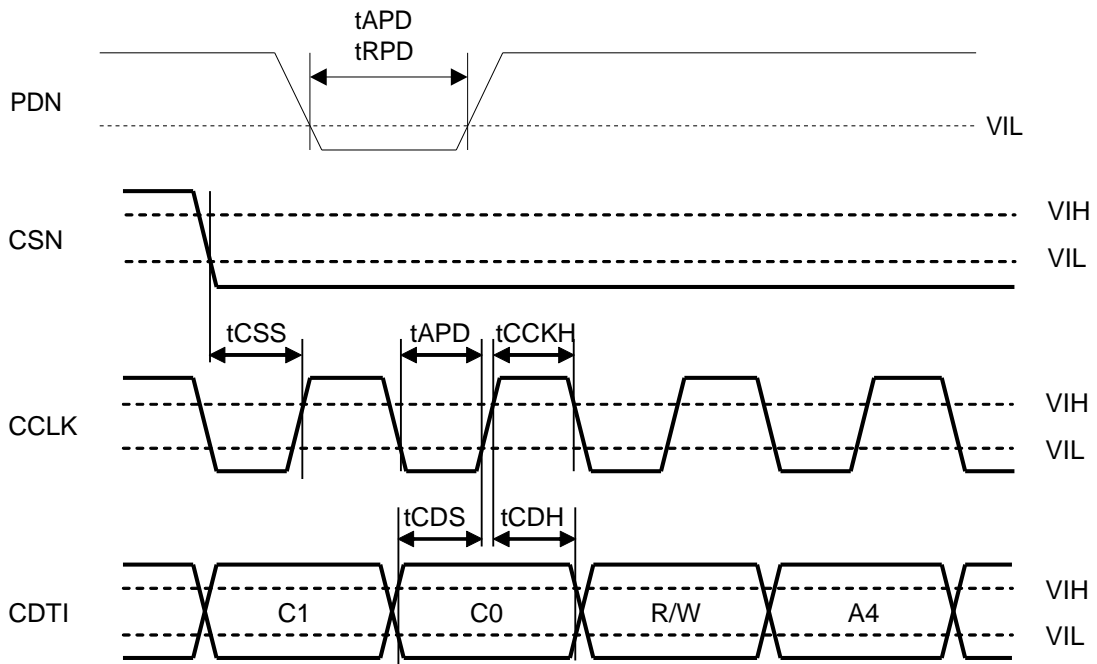 tAPD
tRPD
PDN
VIL
CSN
VIH
VIL
tCSS
tAPD
tCCKH
CCLK
VIH
VIL
tCDS
tCDH
CDTI
C1
C0
R/W
A4
VIH
VIL